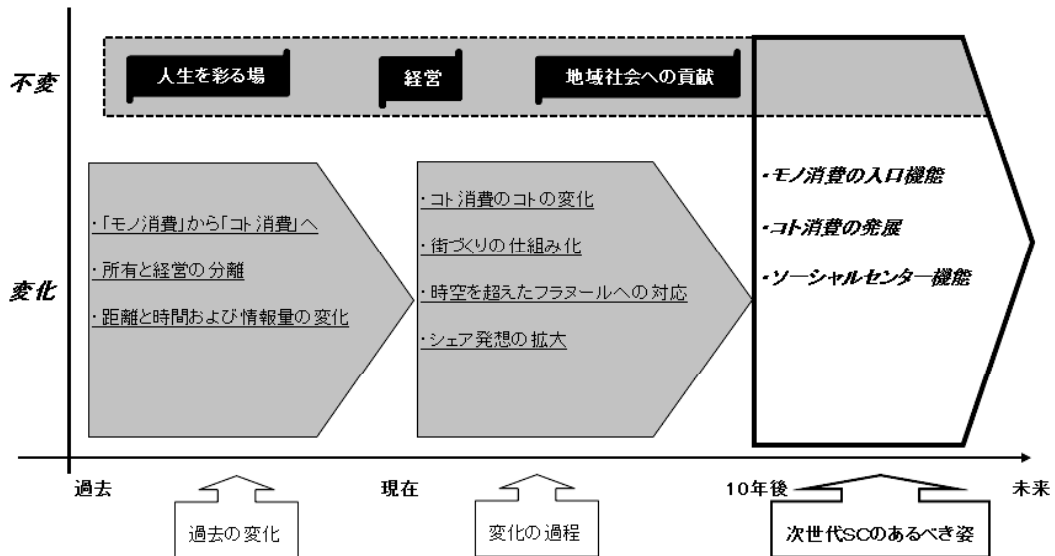 不変
人生を彩る場
経営
地域社会への貢献
変化
・「モノ消費」から「コト消費」へ
・所有と経営の分離
・距離と時間および情報量の変化
・コト消費のコトの変化
・街づくりの仕組み化
・時空を超えたフラヌールへの対応
・シェア発想の拡大
・モノ消費の入口機能
・コト消費の発展
・ソーシャルセンター機能
過去
現在
10年後
未来
過去の変化
変化の過程
次世代SCのあるべき姿